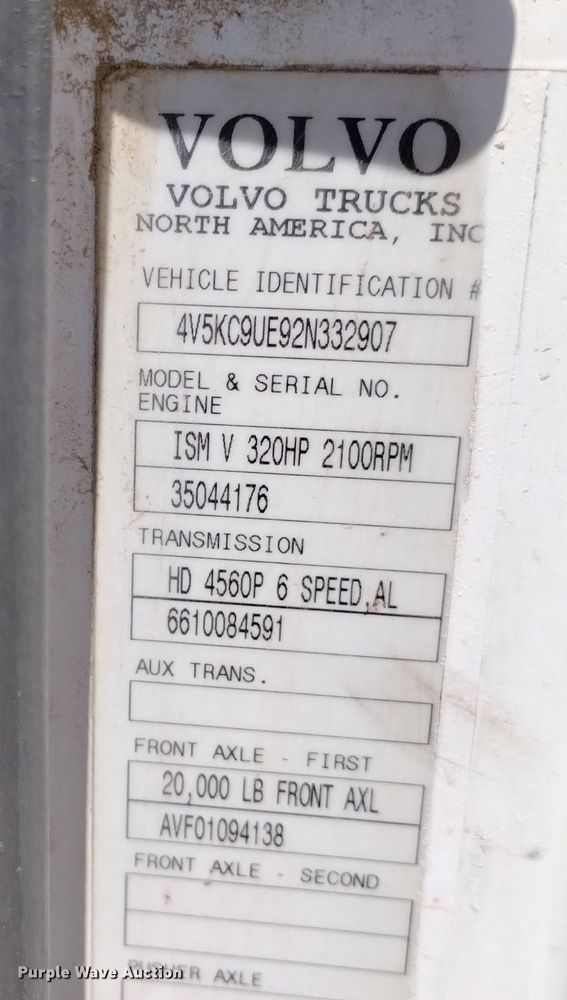 VOLVO
VOLVO TRUCKS
NORTH AMERICA, INC
VEHICLE IDENTIFICATION #
4V5KC9UE92N332907
MODEL & SERIAL NO.
ENGINE
ISM V 320HP 2100RPM
35044176
TRANSMISSION
HD 4560P 6 SPEED,AL
6610084591
AUX TRANS.
FRONT AXLE - FIRST
20,000 LB FRONT AXL
AVF01094138
FRONT AXLE - SECOND
PUSHER AXLE
Purple Wave Auction